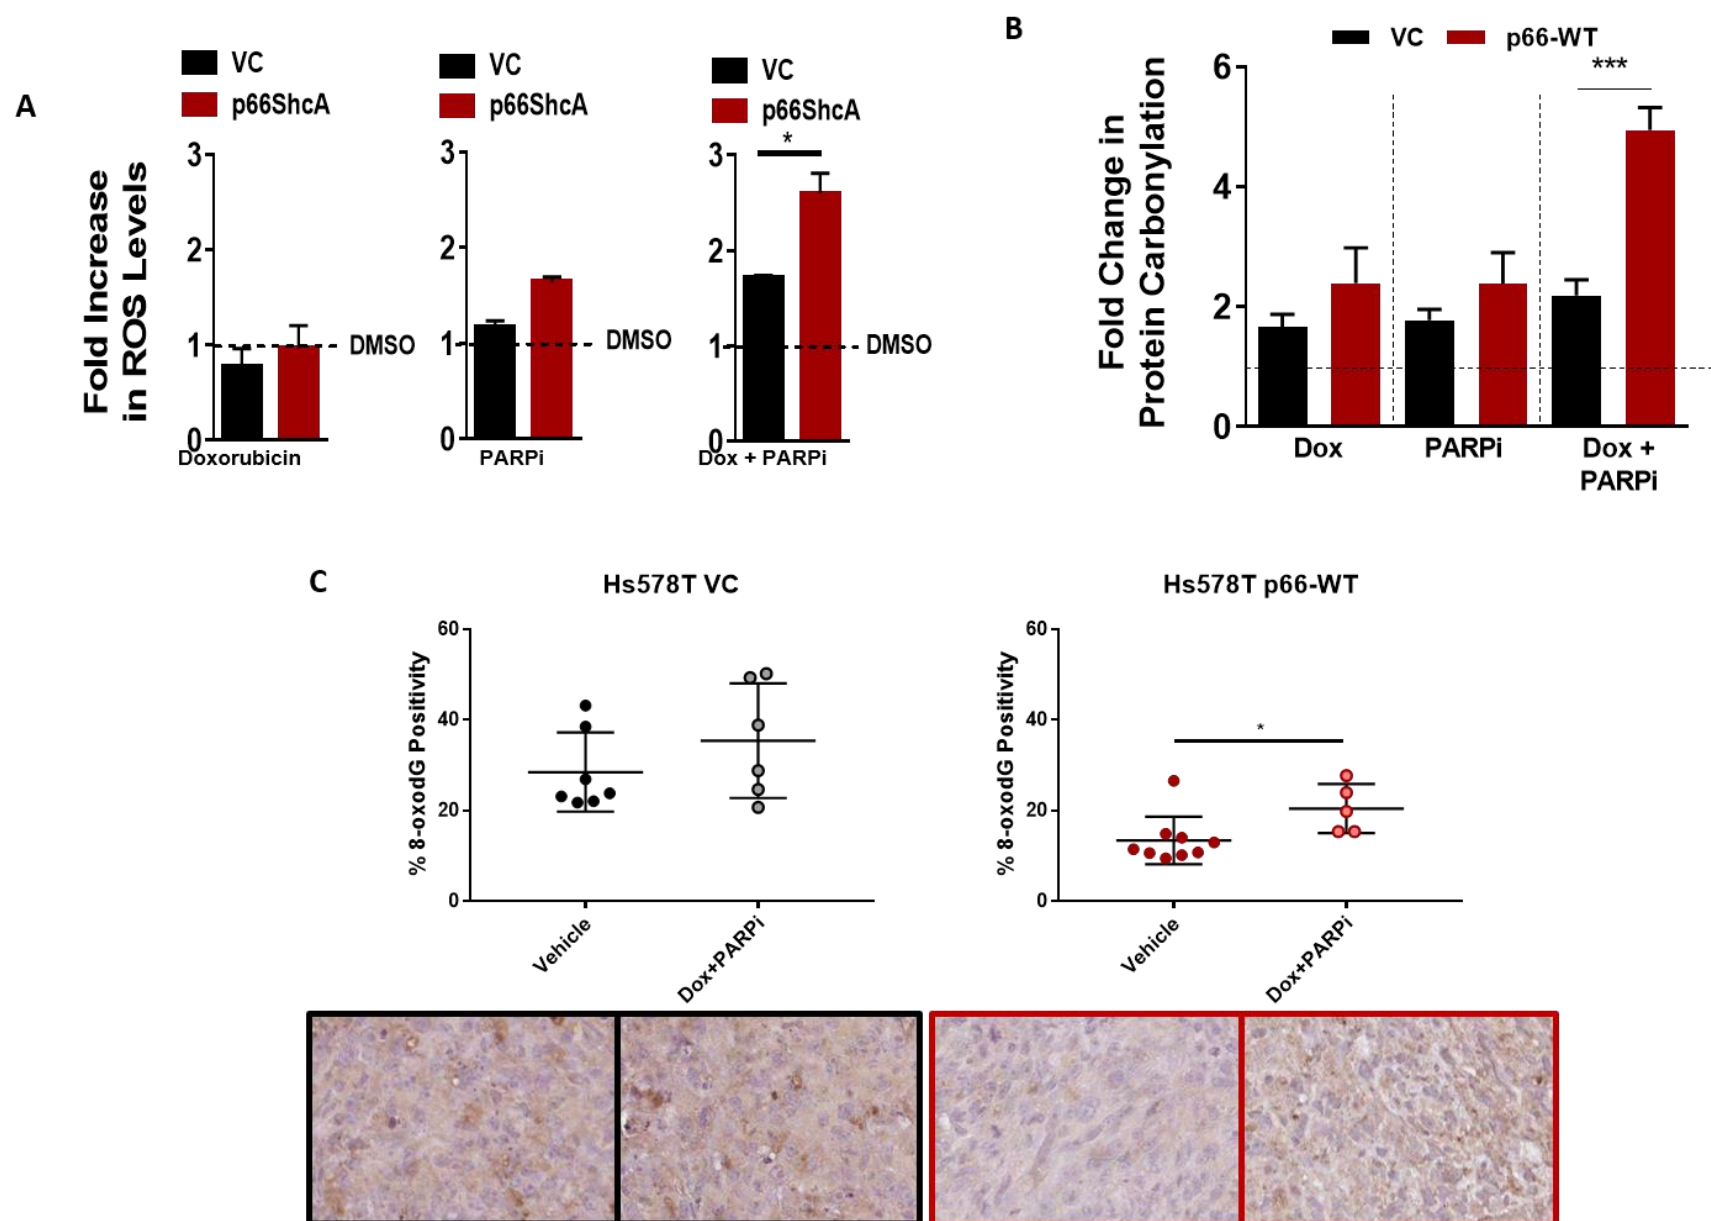 A
VC
p66ShcA
VC
p66ShcA
VC
p66ShcA
*
Fold Increase
in ROS Levels
3
2
1
0
DMSO
Doxorubicin
3
2
1
0
DMSO
PARPi
3
2
1
0
DMSO
Dox + PARPi
B
VC
p66-WT
***
Fold Change in
Protein Carbonylation
6
4
2
0
Dox
PARPi
Dox +
PARPi
C
Hs578T VC
% 8-oxodG Positivity
60
40
20
0
Vehicle
Dox+PARPi
Hs578T p66-WT
% 8-oxodG Positivity
60
40
20
0
*
Vehicle
Dox+PARPi